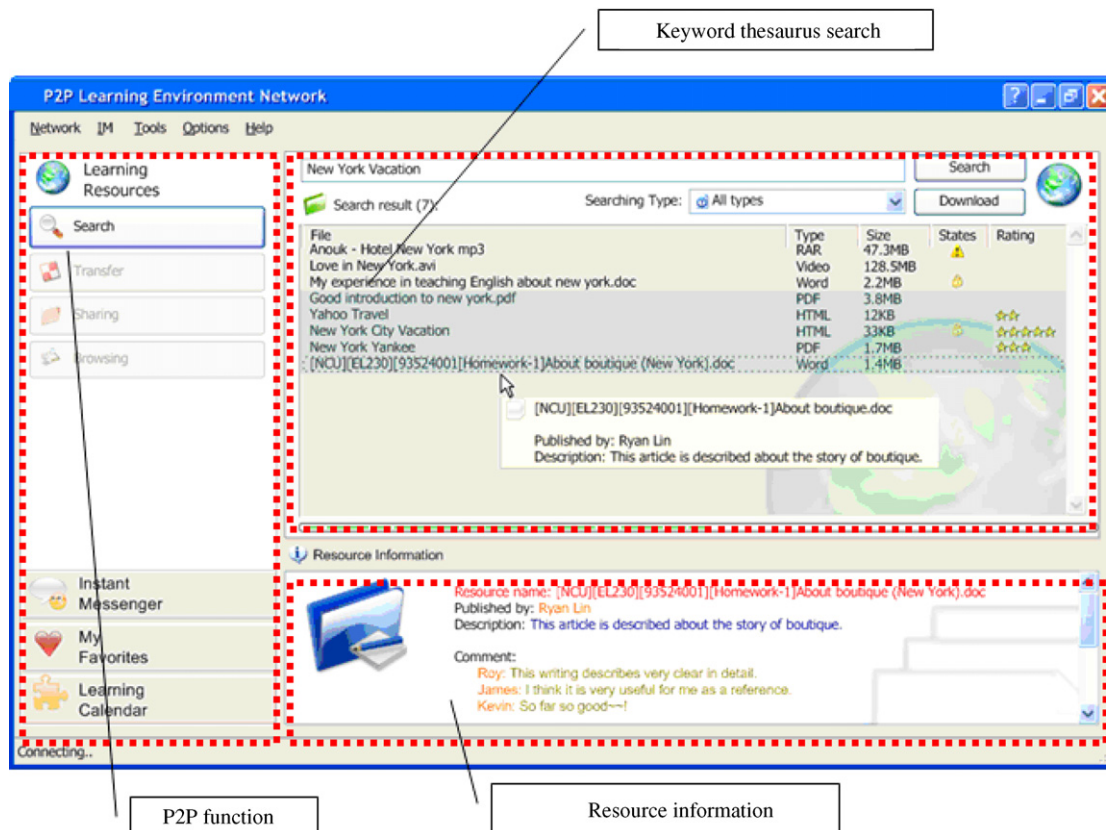 Keyword thesaurus search
P2P Learning Environment Network
Network IM Tools Options Help
Learning
Resources
Search
Transfer
Sharing
Browsing
Instant
Messenger
My
Favorites
Learning
Calendar
New York Vacation Search
Search result (7): Searching Type: All types Download
File Type Size States Rating
Anouk - Hotel New York mp3 RAR 47.3MB
Love in New York.avi Video 128.5MB
My experience in teaching English about new york.doc Word 2.2MB
Good introduction to new york.pdf PDF 3.8MB
Yahoo Travel HTML 12KB
New York City Vacation HTML 33KB
New York Yankee PDF 1.7MB
[NCU][EL230][93524001[Homework-1]About boutique (New York).doc Word 1.4MB
[NCU][EL230][93524001][Homework-1]About boutique.doc
Published by: Ryan Lin
Description: This article is described about the story of boutique.
Resource Information
Resource name: [NCU][EL230][93524001][Homework-1]About boutique (New York).doc
Published by: Ryan Lin
Description: This article is described about the story of boutique.
Comment:
Roy: This writing describes very clear in detail.
James: I think it is very useful for me as a reference.
Kevin: So far so good~~!
Connecting..
P2P function
Resource information